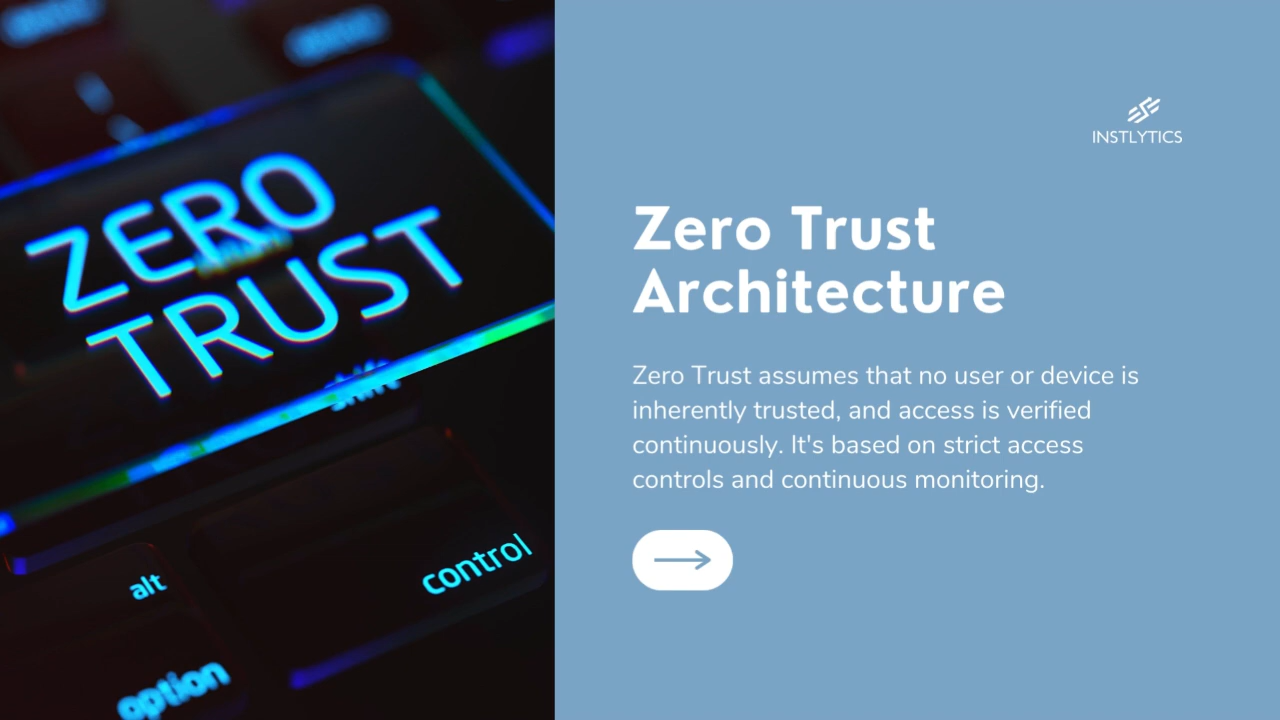 ZERO
TRUST
shift
control
alt
option
INSTLYTICS
Zero Trust
Architecture
Zero Trust assumes that no user or device is
inherently trusted, and access is verified
continuously. It's based on strict access
controls and continuous monitoring.